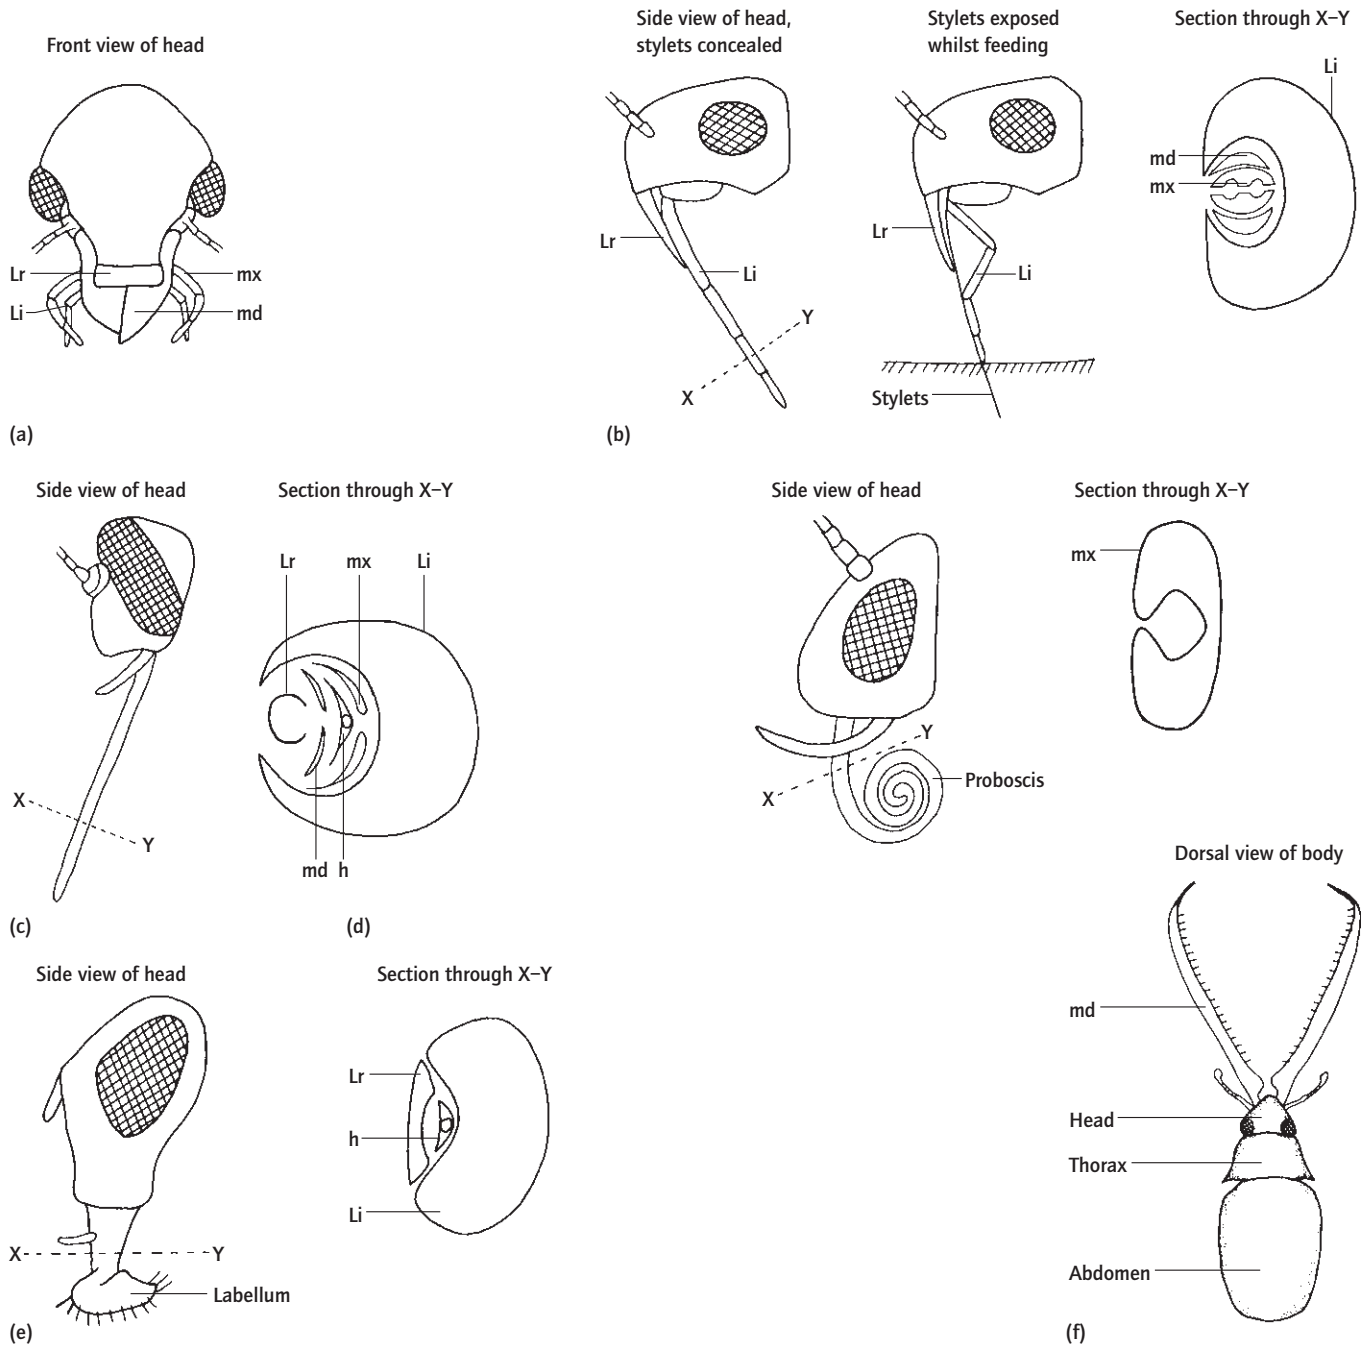 Front view of head
Lr
Li
mx
md
(a)
Side view of head,
stylets concealed
Lr
Li
X
Y
Stylets exposed
whilst feeding
Lr
Li
Stylets
Section through X–Y
Li
md
mx
(b)
Side view of head
X
Y
Section through X–Y
Lr
mx
Li
md
h
(c)
(d)
Side view of head
X
Y
Proboscis
Section through X–Y
mx
Side view of head
X
Y
Labellum
Section through X–Y
Lr
h
Li
(e)
Dorsal view of body
md
Head
Thorax
Abdomen
(f)